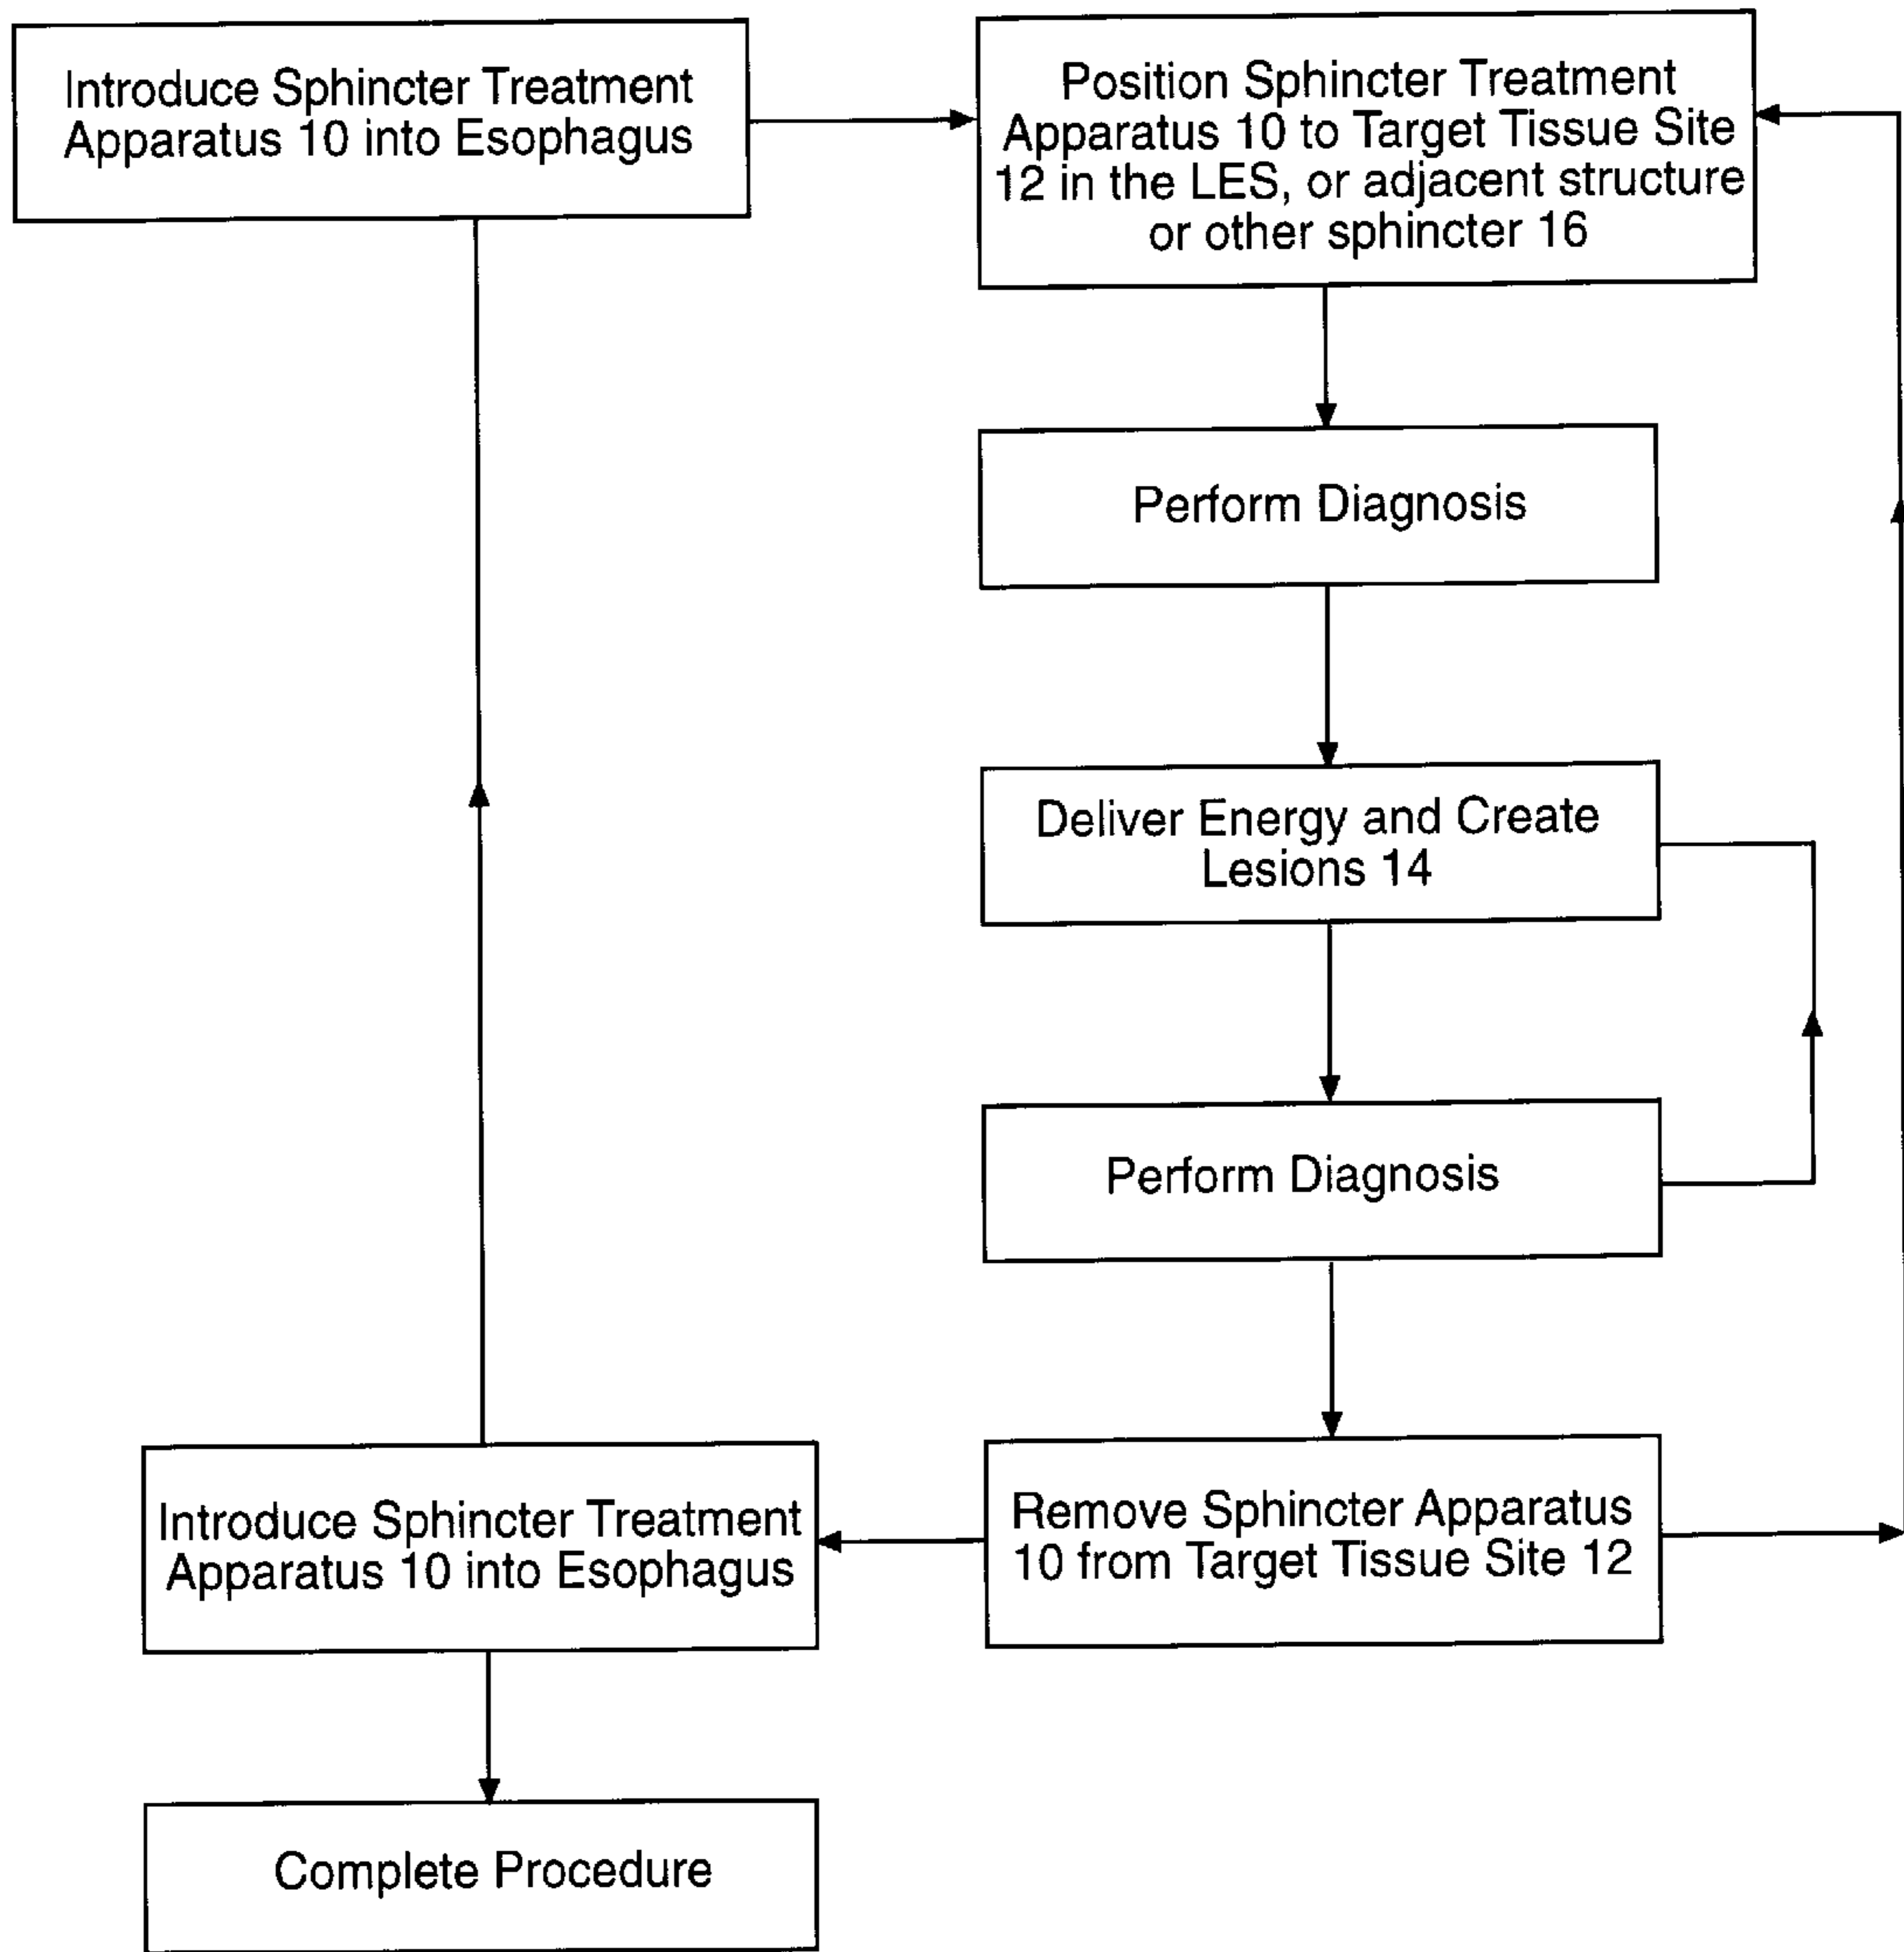 Introduce Sphincter Treatment
Apparatus 10 into Esophagus
Position Sphincter Treatment
Apparatus 10 to Target Tissue Site
12 in the LES, or adjacent structure
or other sphincter 16
Perform Diagnosis
Deliver Energy and Create
Lesions 14
Perform Diagnosis
Remove Sphincter Apparatus
10 from Target Tissue Site 12
Introduce Sphincter Treatment
Apparatus 10 into Esophagus
Complete Procedure